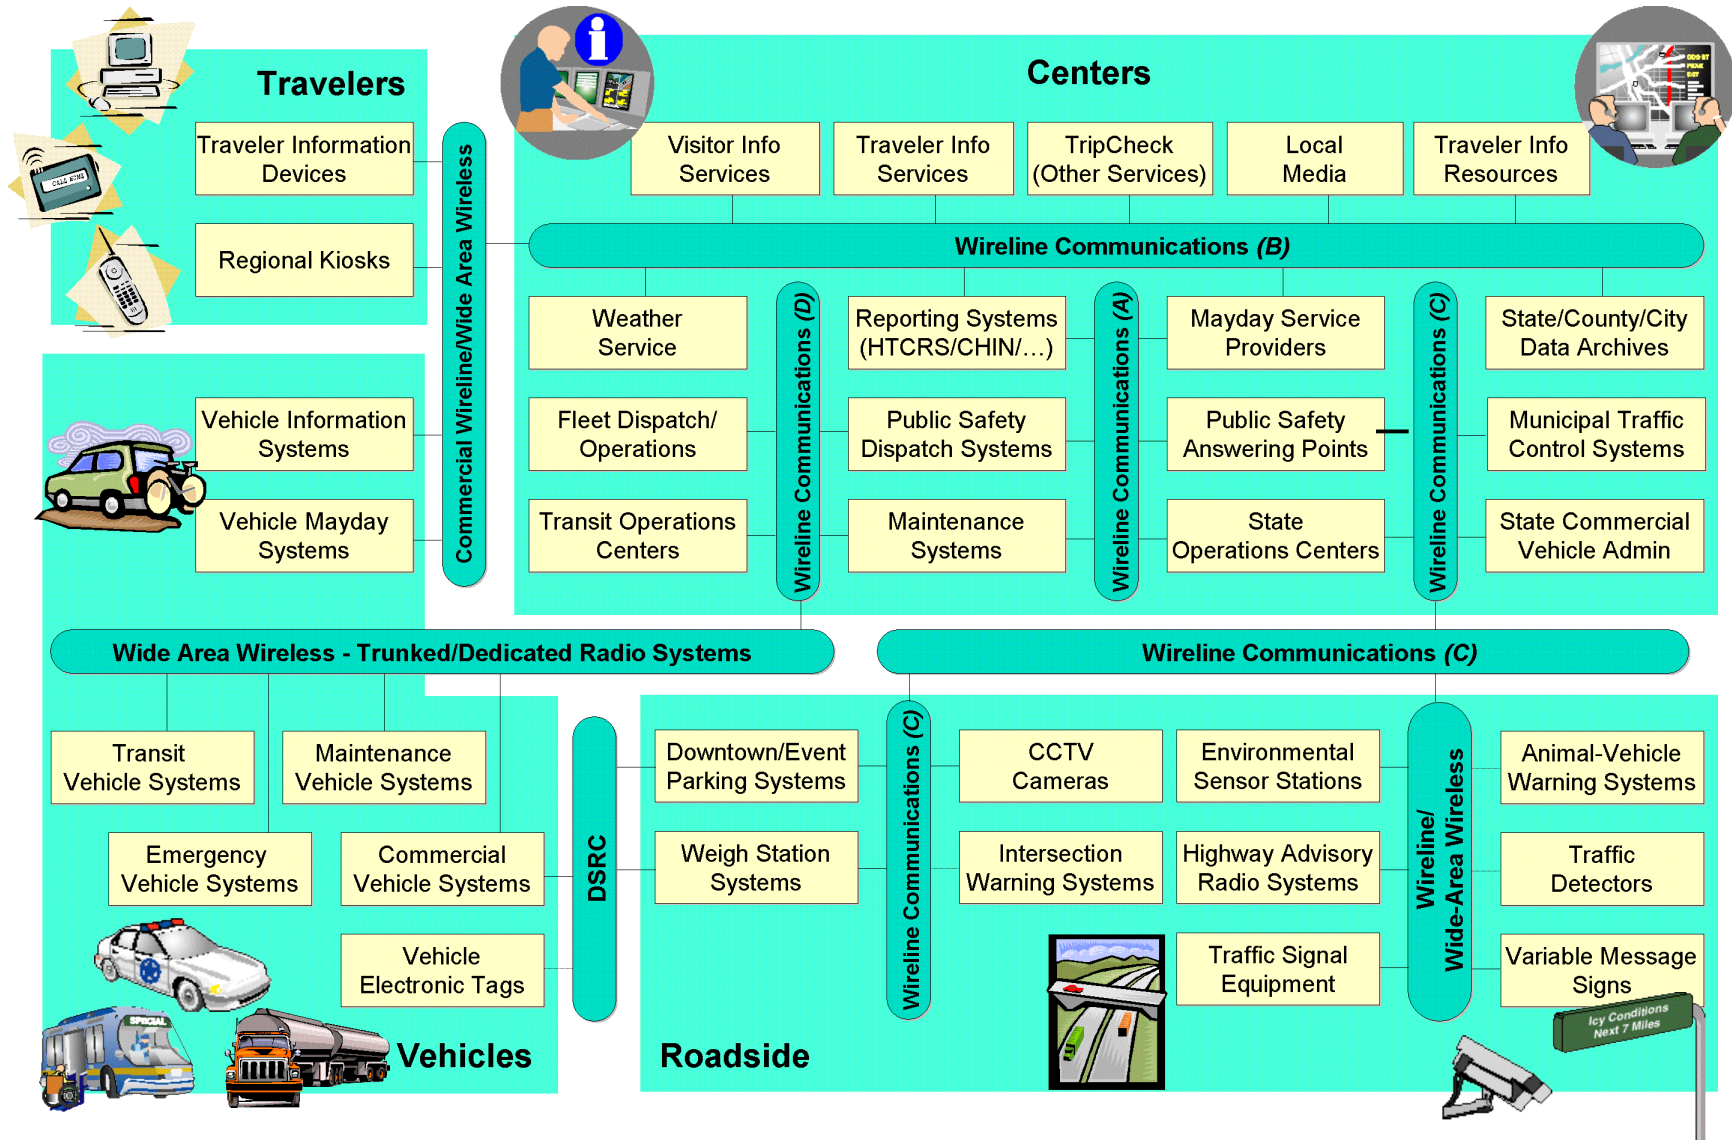 Travelers
Traveler Information
Devices
Regional Kiosks
Commercial Wireline/Wide Area Wireless
Centers
Visitor Info
Services
Traveler Info
Services
TripCheck
(Other Services)
Local
Media
Traveler Info
Resources
Wireline Communications (B)
Weather
Service
Reporting Systems
(HTCRS/CHIN/…)
Mayday Service
Providers
State/County/City
Data Archives
Fleet Dispatch/
Operations
Public Safety
Dispatch Systems
Public Safety
Answering Points
Municipal Traffic
Control Systems
Transit Operations
Centers
Maintenance
Systems
State
Operations Centers
State Commercial
Vehicle Admin
Wireline Communications (D)
Wireline Communications (A)
Wireline Communications (C)
Vehicle Information
Systems
Vehicle Mayday
Systems
Wide Area Wireless - Trunked/Dedicated Radio Systems
Wireline Communications (C)
Transit
Vehicle Systems
Maintenance
Vehicle Systems
Emergency
Vehicle Systems
Commercial
Vehicle Systems
Vehicle
Electronic Tags
SPECIAL
Vehicles
DSRC
Downtown/Event
Parking Systems
Weigh Station
Systems
Wireline Communications (C)
CCTV
Cameras
Intersection
Warning Systems
Environmental
Sensor Stations
Highway Advisory
Radio Systems
Traffic Signal
Equipment
Wireline/
Wide-Area Wireless
Animal-Vehicle
Warning Systems
Traffic
Detectors
Variable Message
Signs
Icy Conditions
Next 7 Miles
Roadside